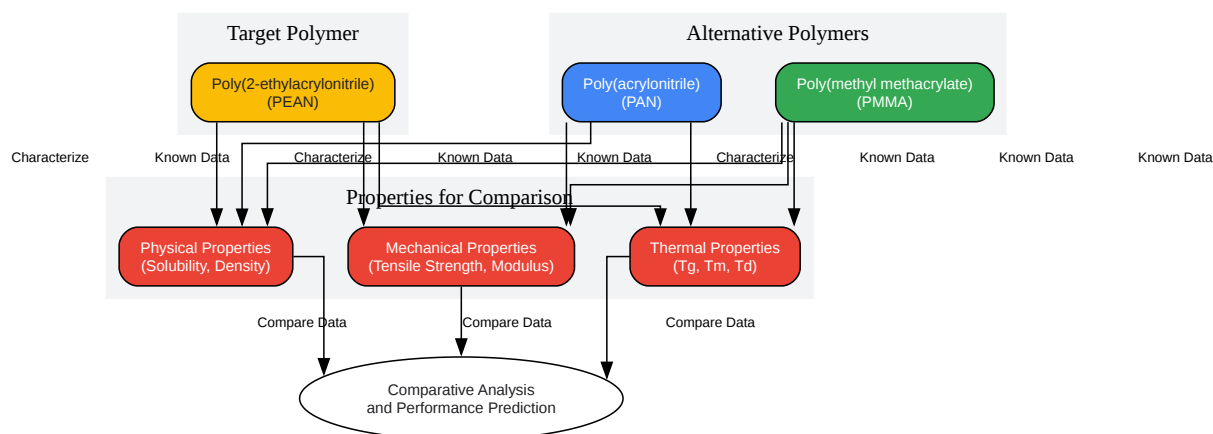 Target Polymer
Alternative Polymers
Poly(2-ethylacrylonitrile)
(PEAN)
Poly(acrylonitrile)
(PAN)
Poly(methyl methacrylate)
(PMMA)
Characterize
Known Data
Characterize
Known Data
Known Data
Characterize
Known Data
Known Data
Known Data
Properties for Comparison
Physical Properties
(Solubility, Density)
Mechanical Properties
(Tensile Strength, Modulus)
Thermal Properties
(Tg, Tm, Td)
Compare Data
Compare Data
Compare Data
Comparative Analysis
and Performance Prediction